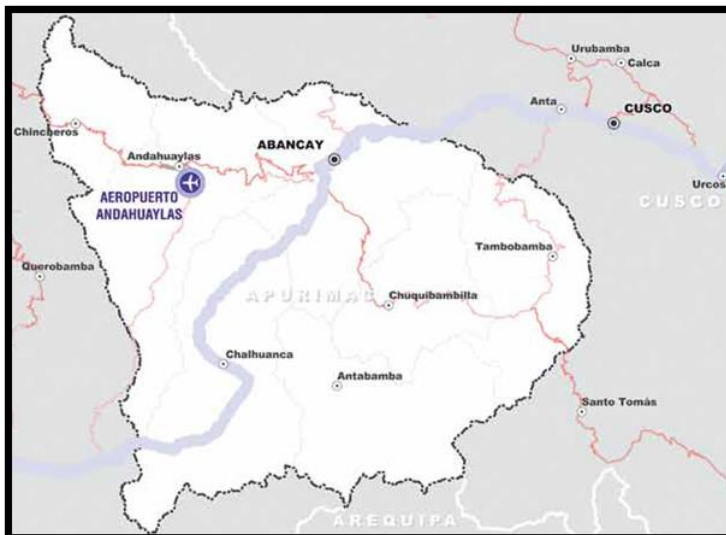 Urubamba
Calca
Anta
CUSCO
Chincheros
ABANCAY
Andahuaylas
Urcos
AEROPUERTO
ANDAHUAYLAS
CUSCO
Tambobamba
Querobamba
APURIMAC
Chuquibambilla
Chalhuanca
Antabamba
Santo Tomás
AREQUIPA